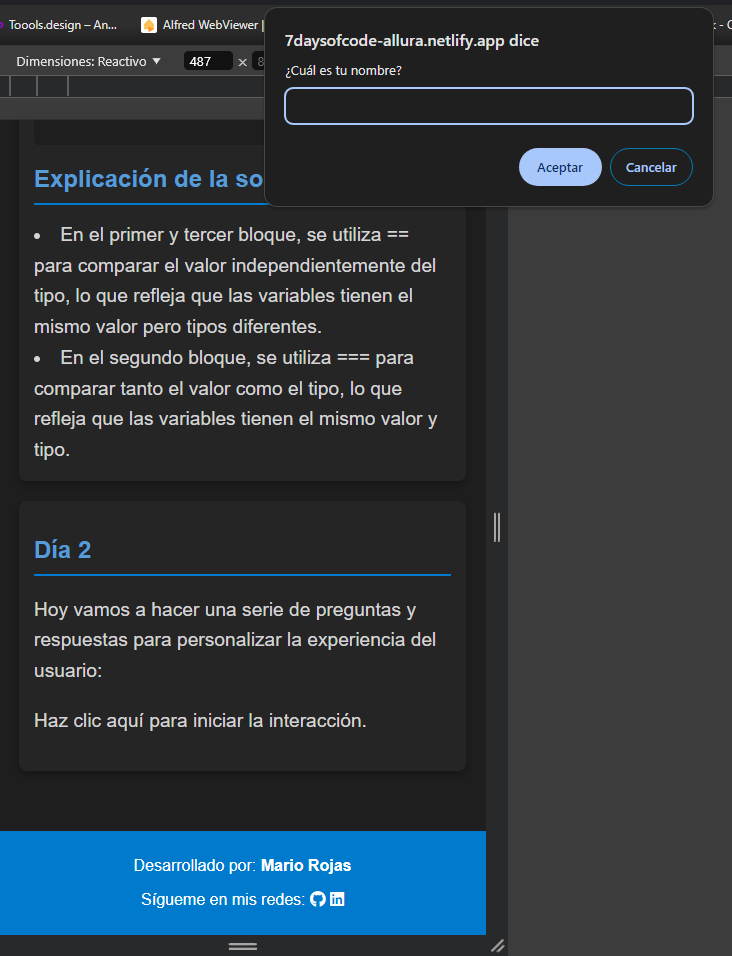 Toools.design – An...
Alfred WebViewer |
Dimensiones: Reactivo
487
×
7daysofcode-allura.netlify.app dice
¿Cuál es tu nombre?
Aceptar
Cancelar
Explicación de la so
• En el primer y tercer bloque, se utiliza ==
para comparar el valor independientemente del
tipo, lo que refleja que las variables tienen el
mismo valor pero tipos diferentes.
• En el segundo bloque, se utiliza === para
comparar tanto el valor como el tipo, lo que
refleja que las variables tienen el mismo valor y
tipo.
Día 2
Hoy vamos a hacer una serie de preguntas y
respuestas para personalizar la experiencia del
usuario:
Haz clic aquí para iniciar la interacción.
Desarrollado por: Mario Rojas
Sígueme en mis redes: